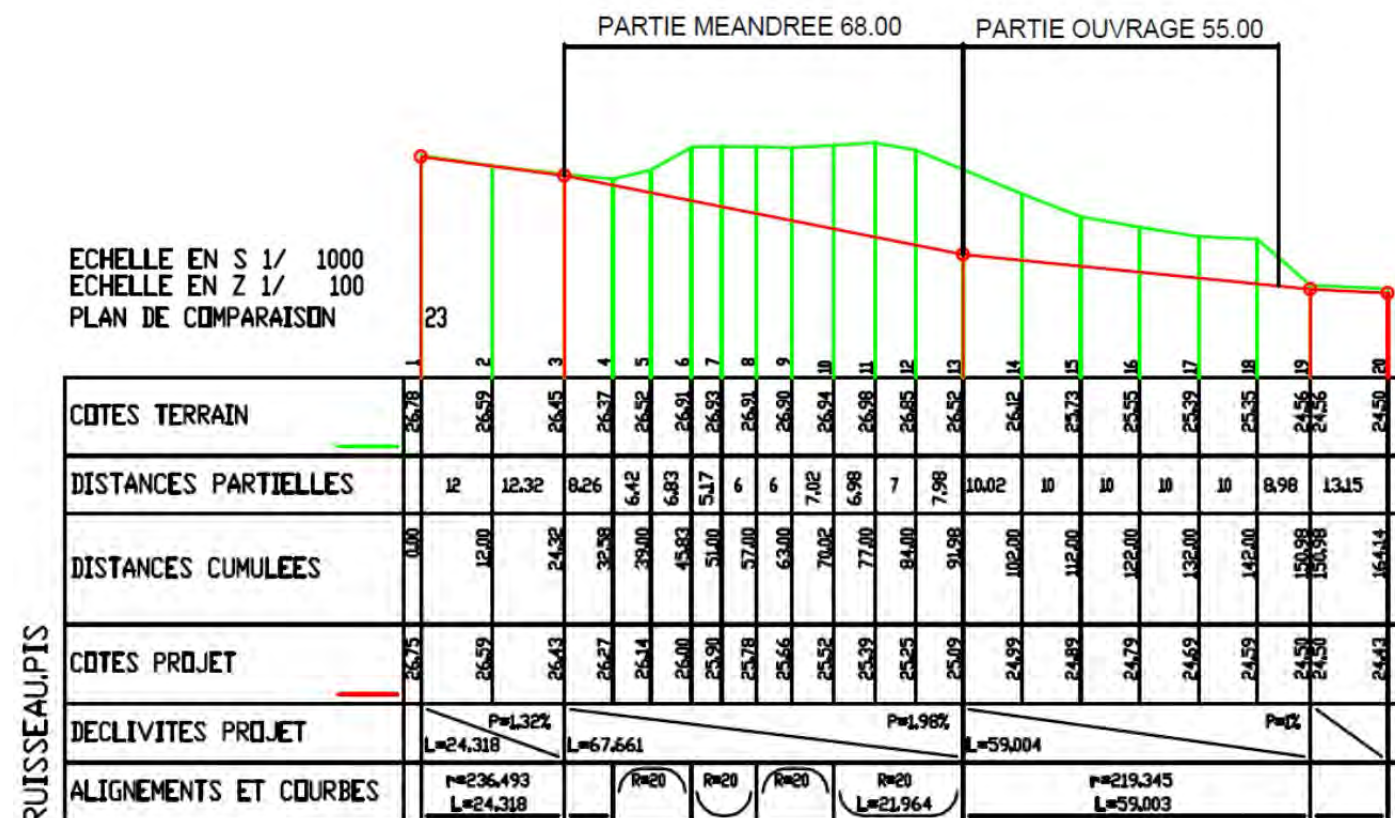 PARTIE MEANDREE 68.00 PARTIE OUVRAGE 55.00
ECHELLE EN S 1/ 1000
ECHELLE EN Z 1/ 100
PLAN DE COMPARAISON 23
1 2 3 4 5 6 7 8 9 10 11 12 13 14 15 16 17 18 19 20
COTES TERRAIN 26.78 26.59 26.45 26.37 26.52 26.91 26.93 26.91 26.90 26.94 26.98 26.85 26.52 26.12 25.73 25.55 25.39 25.35 24.56 24.56 24.50
DISTANCES PARTIELLES 12 12.32 8.26 6.42 6.83 5.17 6 6 7.02 6.98 7 7.98 10.02 10 10 10 10 8.98 13.15
DISTANCES CUMULEES 0.00 12.00 24.32 32.58 39.00 45.83 51.00 57.00 63.00 70.02 77.00 84.00 91.98 102.00 112.00 122.00 132.00 142.00 150.98 150.98 164.14
COTES PROJET 26.75 26.59 26.43 26.27 26.14 26.00 25.90 25.78 25.66 25.52 25.39 25.25 25.09 24.99 24.89 24.79 24.69 24.59 24.50 24.50 24.43
DECLIVITES PROJET P=1.32% P=1.98% P=1%
L=24.318 L=67.661 L=59.004
ALIGNEMENTS ET COURBES r=236.493 R=20 R=20 R=20 R=20 r=219.345
L=24.318 L=21.964 L=59.003
RUISSEAU.PIS